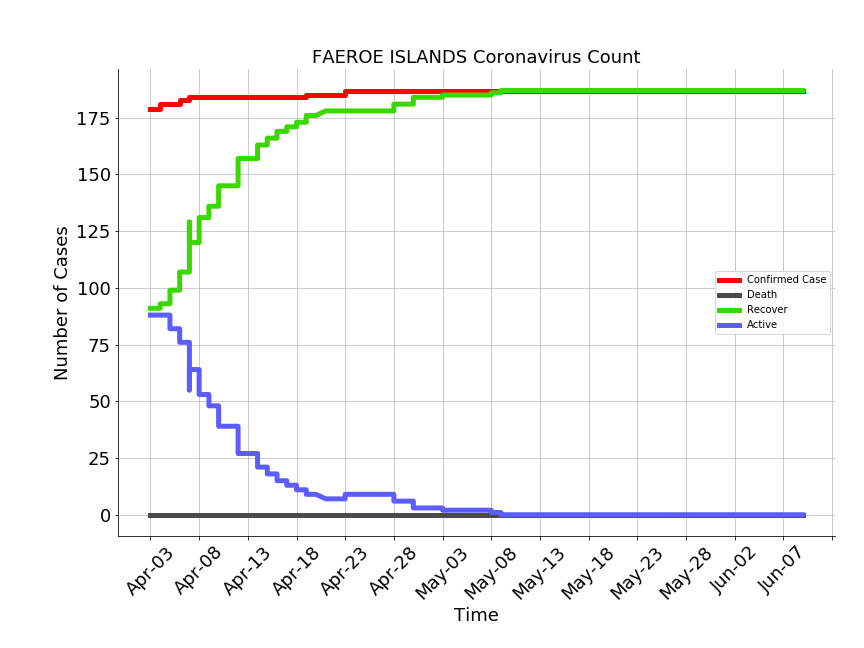 FAEROE ISLANDS Coronavirus Count
Number of Cases
175
150
125
100
75
50
25
0
Confirmed Case
Death
Recover
Active
Apr-03
Apr-08
Apr-13
Apr-18
Apr-23
Apr-28
May-03
May-08
May-13
May-18
May-23
May-28
Jun-02
Jun-07
Time